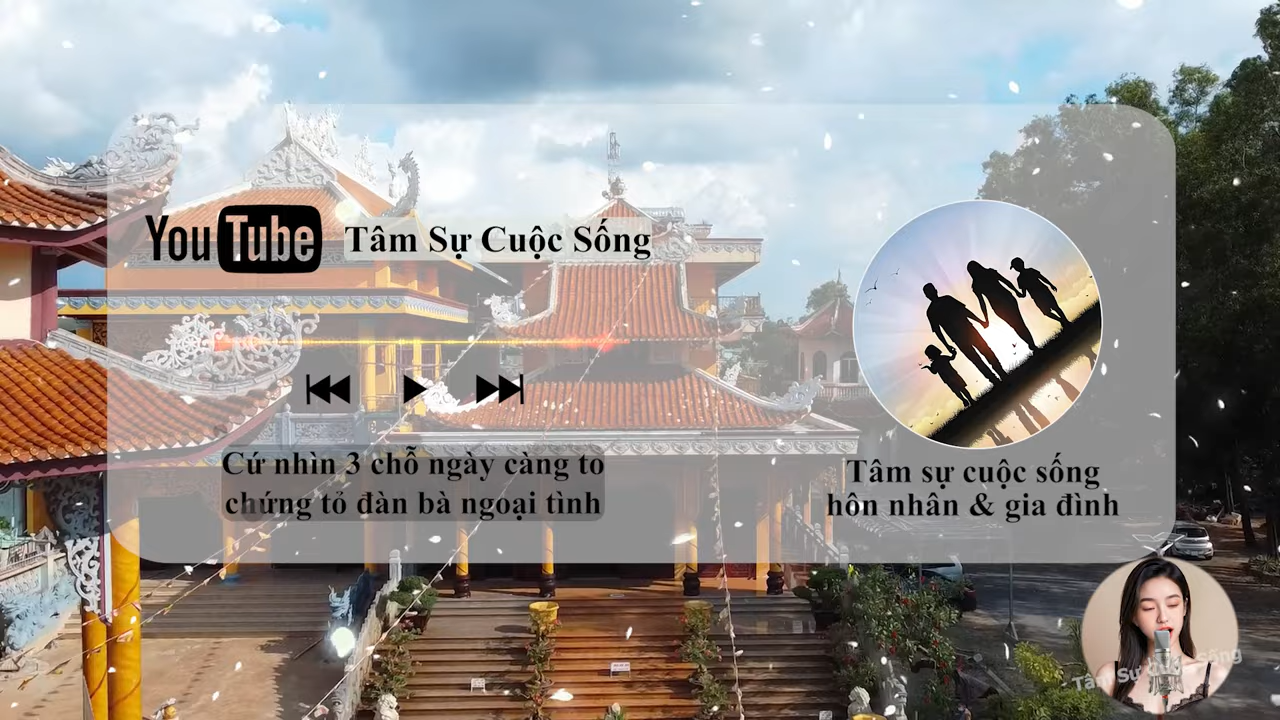 YouTube Tâm Sự Cuộc Sống
Cứ nhìn 3 chỗ ngày càng to
chứng tỏ đàn bà ngoại tình
Tâm sự cuộc sống
hôn nhân & gia đình
Tâm Sự Cuộc Sống